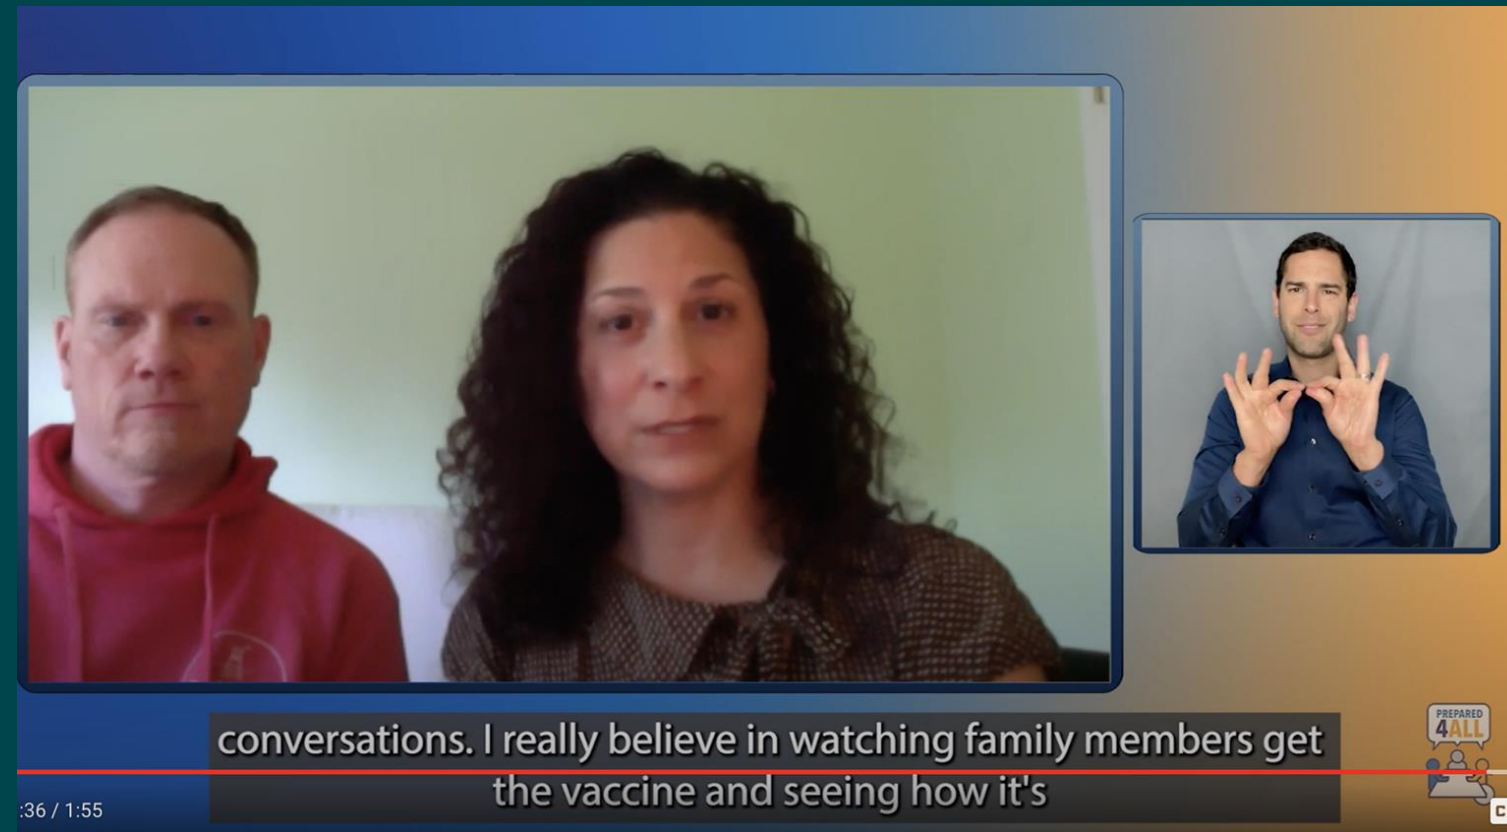 conversations. I really believe in watching family members get
the vaccine and seeing how it's
PREPARED
4ALL
:36 / 1:55
C